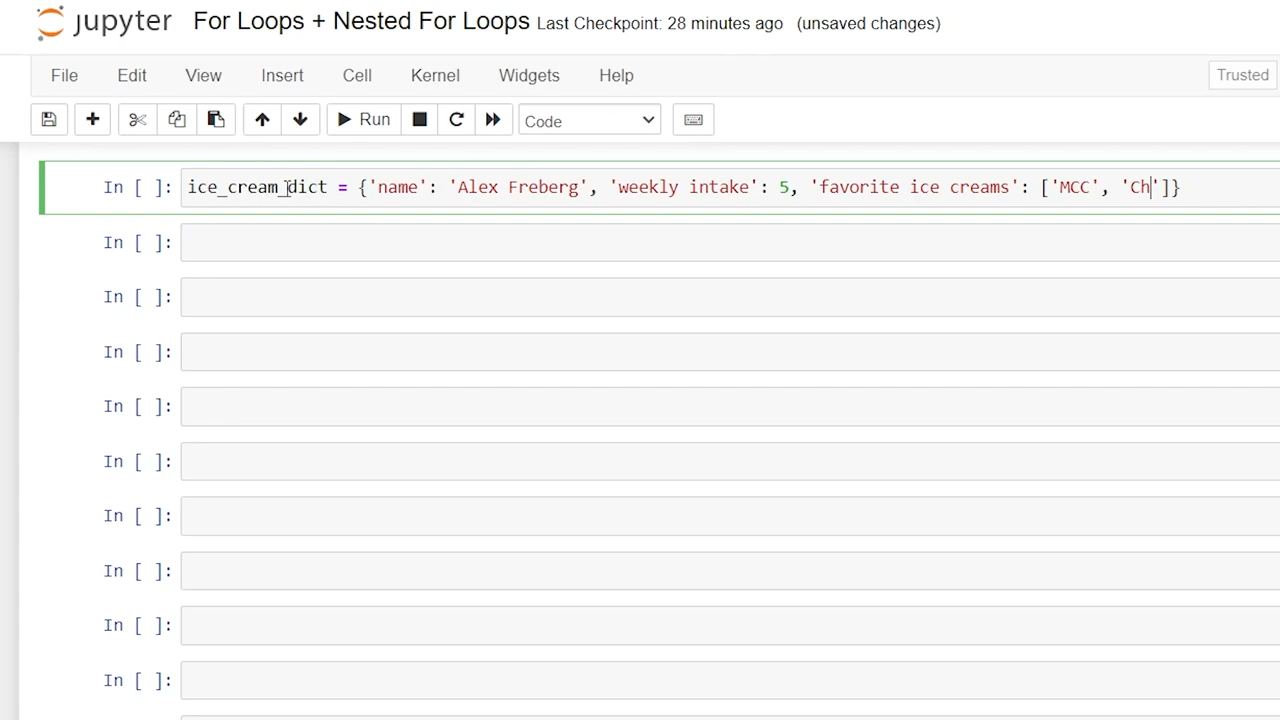 jupyter For Loops + Nested For Loops Last Checkpoint: 28 minutes ago (unsaved changes)
File Edit View Insert Cell Kernel Widgets Help Trusted
Run Code
In [ ]: ice_cream_dict = {'name': 'Alex Freberg', 'weekly intake': 5, 'favorite ice creams': ['MCC', 'Ch']}
In [ ]:
In [ ]:
In [ ]:
In [ ]:
In [ ]:
In [ ]:
In [ ]:
In [ ]:
In [ ]: